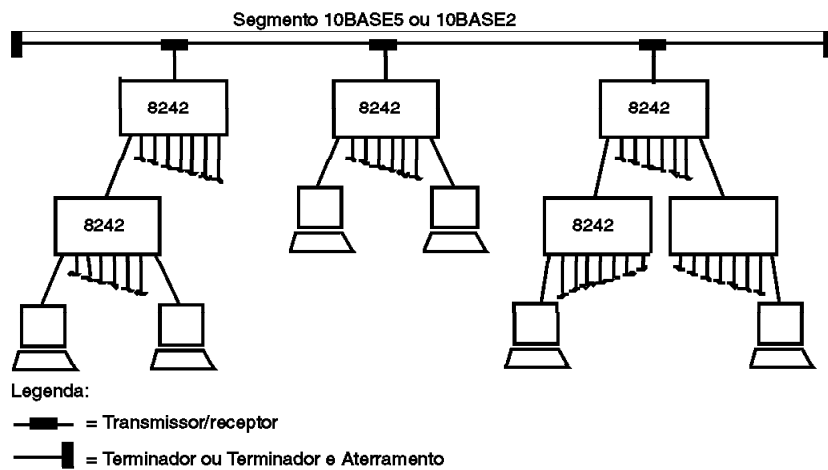 Segmento 10BASE5 ou 10BASE2
8242
8242
8242
8242
8242
Legenda:
= Transmissor/receptor
= Terminador ou Terminador e Aterramento